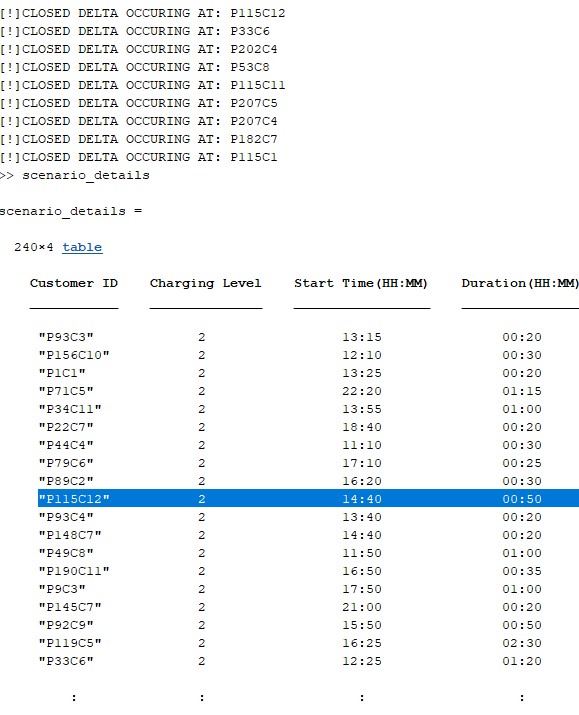 [!]CLOSED DELTA OCCURING AT: P115C12
[!]CLOSED DELTA OCCURING AT: P33C6
[!]CLOSED DELTA OCCURING AT: P202C4
[!]CLOSED DELTA OCCURING AT: P53C8
[!]CLOSED DELTA OCCURING AT: P115C11
[!]CLOSED DELTA OCCURING AT: P207C5
[!]CLOSED DELTA OCCURING AT: P207C4
[!]CLOSED DELTA OCCURING AT: P182C7
[!]CLOSED DELTA OCCURING AT: P115C1
>> scenario_details
scenario_details =
240×4 table
Customer ID Charging Level Start Time(HH:MM) Duration(HH:MM)
"P93C3" 2 13:15 00:20
"P156C10" 2 12:10 00:30
"P1C1" 2 13:25 00:20
"P71C5" 2 22:20 01:15
"P34C11" 2 13:55 01:00
"P22C7" 2 18:40 00:20
"P44C4" 2 11:10 00:30
"P79C6" 2 17:10 00:25
"P89C2" 2 16:20 00:30
"P115C12" 2 14:40 00:50
"P93C4" 2 13:40 00:20
"P148C7" 2 14:40 00:20
"P49C8" 2 11:50 01:00
"P190C11" 2 16:50 00:35
"P9C3" 2 17:50 01:00
"P145C7" 2 21:00 00:20
"P92C9" 2 15:50 00:50
"P119C5" 2 16:25 02:30
"P33C6" 2 12:25 01:20
: : : :